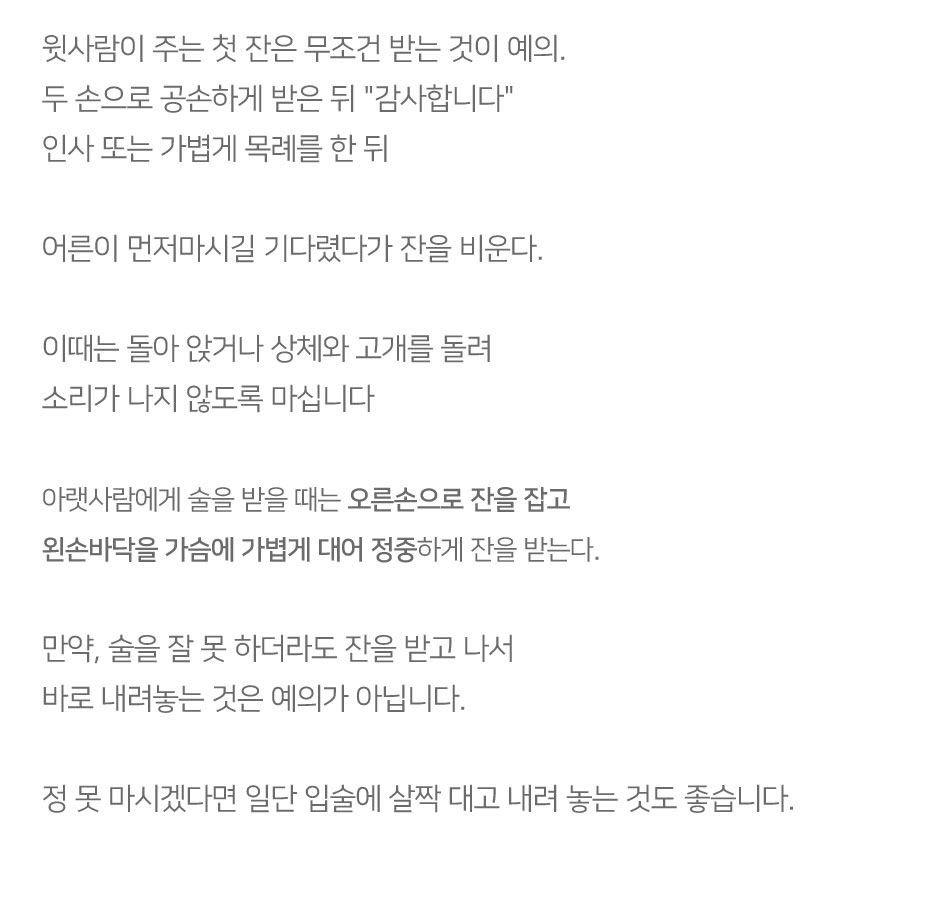 윗사람이 주는 첫 잔은 무조건 받는 것이 예의.
두 손으로 공손하게 받은 뒤 "감사합니다"
인사 또는 가볍게 목례를 한 뒤
어른이 먼저마시길 기다렸다가 잔을 비운다.
이때는 돌아 앉거나 상체와 고개를 돌려
소리가 나지 않도록 마십니다
아랫사람에게 술을 받을 때는 오른손으로 잔을 잡고
왼손바닥을 가슴에 가볍게 대어 정중하게 잔을 받는다.
만약, 술을 잘 못 하더라도 잔을 받고 나서
바로 내려놓는 것은 예의가 아닙니다.
정 못 마시겠다면 일단 입술에 살짝 대고 내려 놓는 것도 좋습니다.